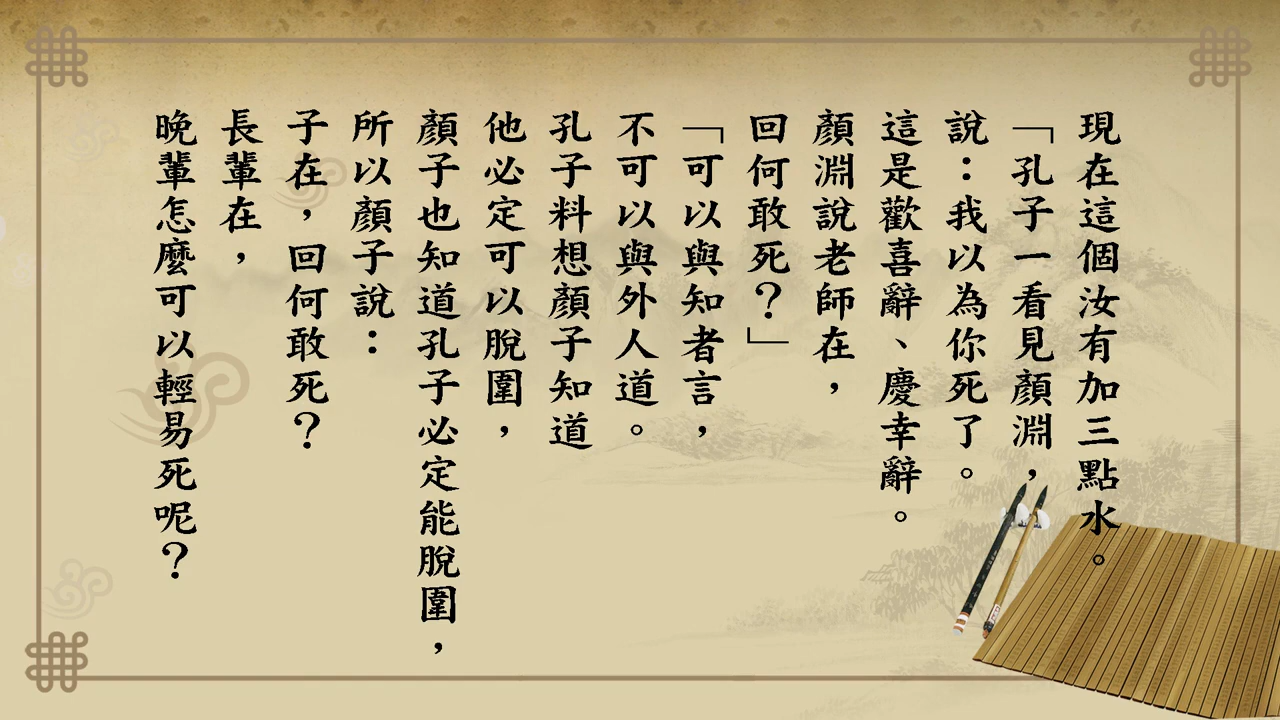 現在這個汝有加三點水。
「孔子一看見顏淵，
說：我以為你死了。
這是歡喜辭、慶幸辭。
顏淵說老師在，
回何敢死？」
「可以與知者言，
不可以與外人道。
孔子料想顏子知道
他必定可以脫圍，
顏子也知道孔子必定能脫圍，
所以顏子說：
子在，回何敢死？
長輩在，
晚輩怎麼可以輕易死呢？